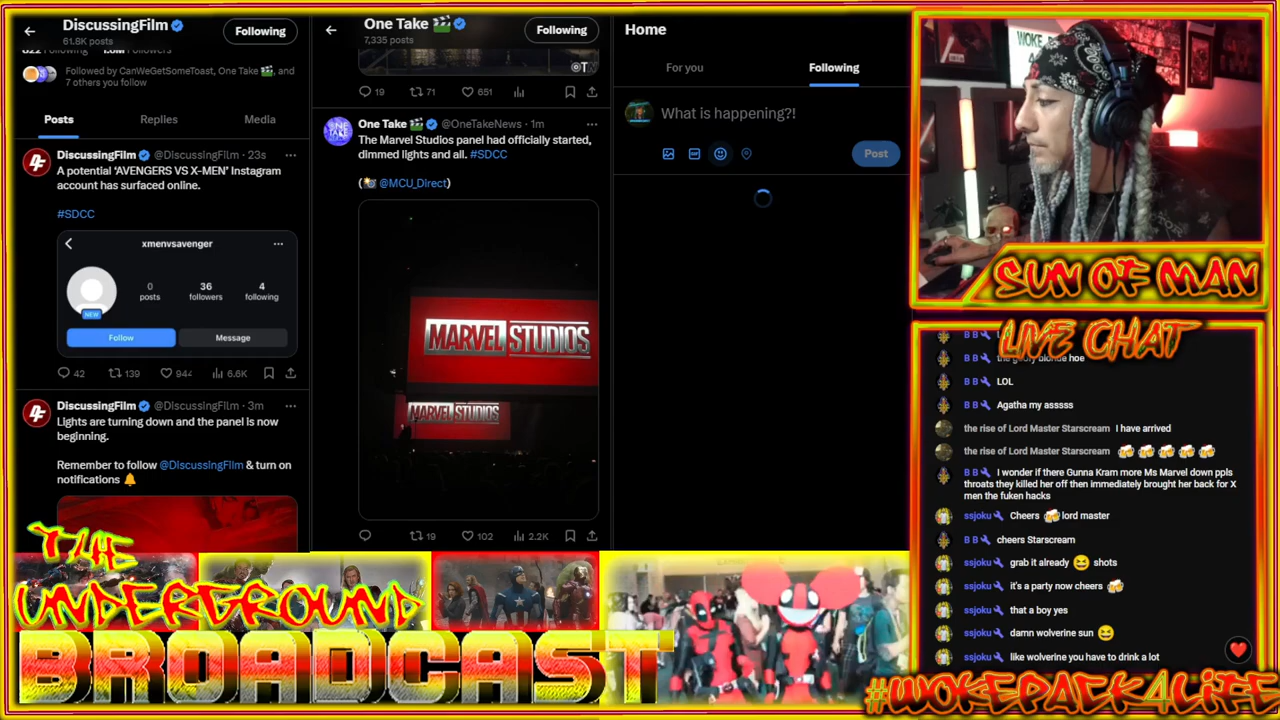 DiscussingFilm
61.8K posts
Following
Followed by CanWeGetSomeToast, One Take 🎬, and
7 others you follow
Posts
Replies
Media
DiscussingFilm @DiscussingFilm · 23s
A potential ‘AVENGERS VS X-MEN’ Instagram
account has surfaced online.
#SDCC
xmenvsavenger
0
posts
36
followers
4
following
NEW
Follow
Message
42
139
944
6.6K
DiscussingFilm @DiscussingFilm · 3m
Lights are turning down and the panel is now
beginning.
Remember to follow @DiscussingFilm & turn on
notifications 🔔
One Take 🎬
7,335 posts
Following
19
71
651
One Take 🎬 @OneTakeNews · 1m
The Marvel Studios panel had officially started,
dimmed lights and all. #SDCC
(📸 @MCU_Direct)
MARVEL STUDIOS
MARVEL STUDIOS
19
102
2.2K
Home
For you
Following
What is happening?!
Post
WOKE
SUN OF MAN
LIVE CHAT
B B
the goofy blonde hoe
B B LOL
B B Agatha my asssss
the rise of Lord Master Starscream I have arrived
the rise of Lord Master Starscream 🍻 🍻 🍻 🍻 🍻
B B I wonder if there Gunna Kram more Ms Marvel down ppls
throats they killed her off then immediately brought her back for X
men the fuken hacks
ssjoku Cheers 🍻 lord master
B B cheers Starscream
ssjoku grab it already 😆 shots
ssjoku it's a party now cheers 🍻
ssjoku that a boy yes
ssjoku damn wolverine sun 😆
ssjoku like wolverine you have to drink a lot
THE
UNDERGROUND
BROADCAST
#WOKEPACK4LIFE